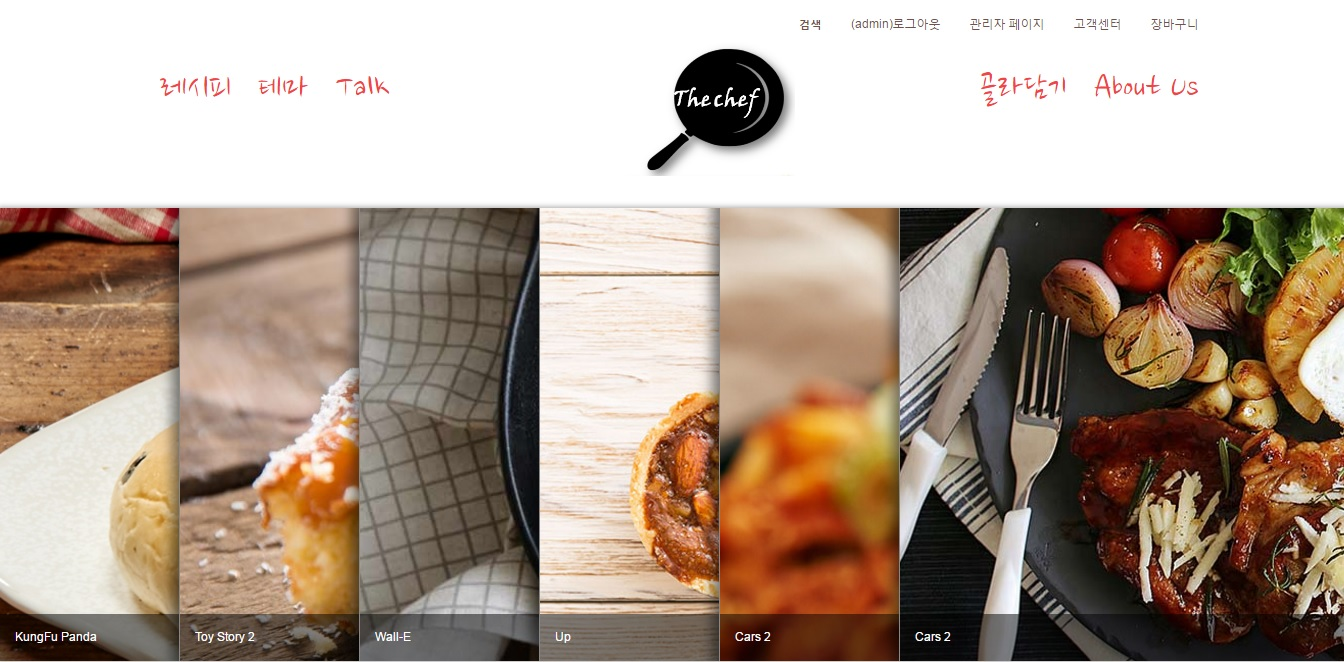 검색 (admin)로그아웃 관리자 페이지 고객센터 장바구니
레시피 테마 Talk
The chef
골라담기 About Us
KungFu Panda
Toy Story 2
Wall-E
Up
Cars 2
Cars 2